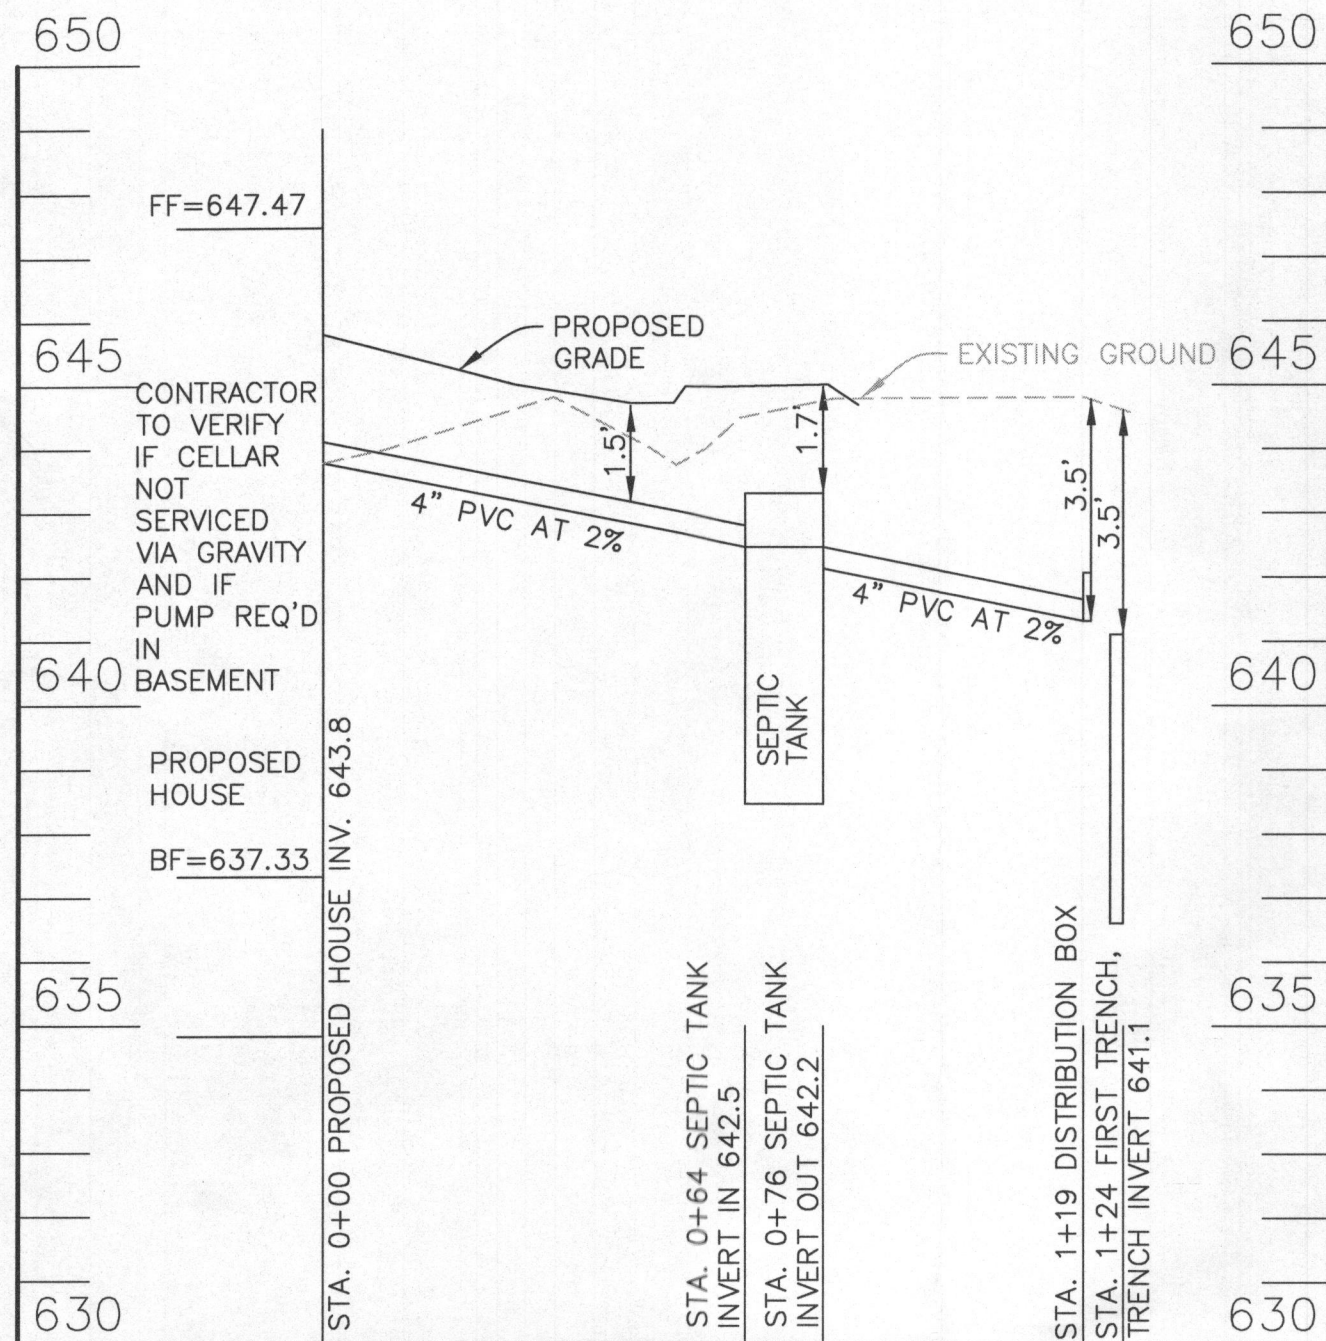 650
650
FF=647.47
PROPOSED
GRADE
EXISTING GROUND
645
645
CONTRACTOR
TO VERIFY
IF CELLAR
NOT
SERVICED
VIA GRAVITY
AND IF
PUMP REQ'D
IN
BASEMENT
1.5'
1.7'
3.5'
3.5'
4" PVC AT 2%
4" PVC AT 2%
640
640
SEPTIC
TANK
PROPOSED
HOUSE
BF=637.33
635
635
STA. 0+00 PROPOSED HOUSE INV. 643.8
STA. 0+64 SEPTIC TANK
INVERT IN 642.5
STA. 0+76 SEPTIC TANK
INVERT OUT 642.2
STA. 1+19 DISTRIBUTION BOX
STA. 1+24 FIRST TRENCH,
TRENCH INVERT 641.1
630
630